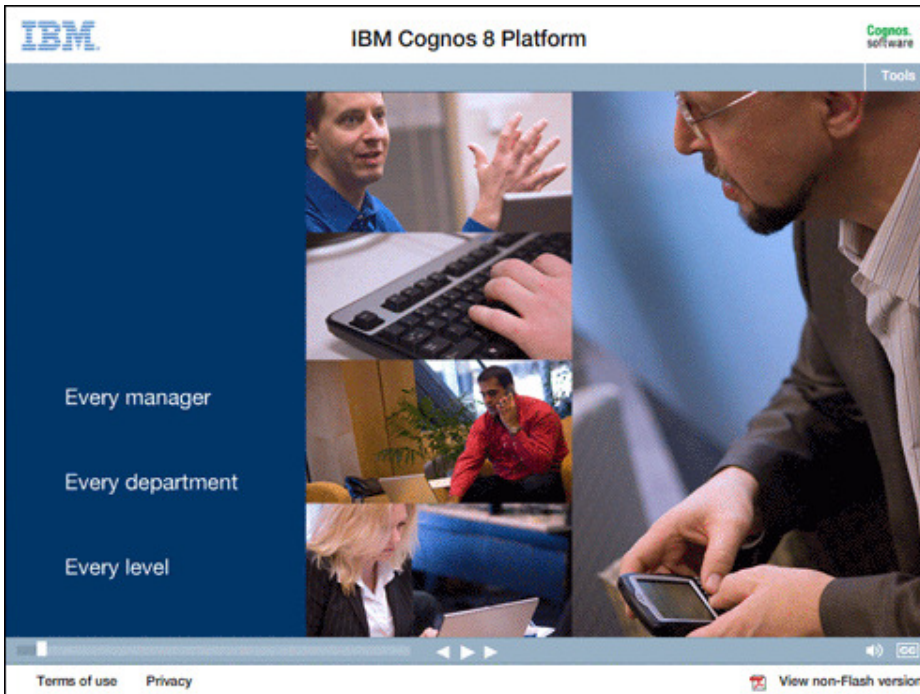 IBM.
IBM Cognos 8 Platform
Cognos.
software
Tools
Every manager
Every department
Every level
CC
Terms of use Privacy
View non-Flash version